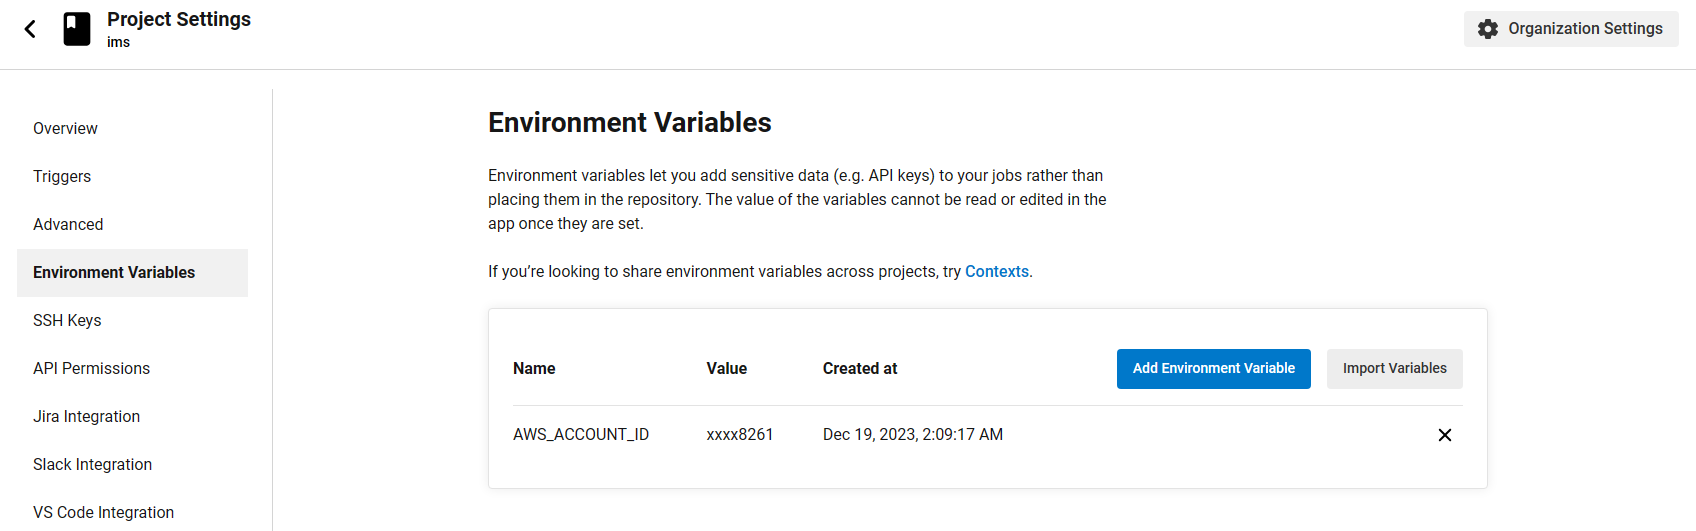 Project Settings
ims
Organization Settings
Overview
Triggers
Advanced
Environment Variables
SSH Keys
API Permissions
Jira Integration
Slack Integration
VS Code Integration
Environment Variables
Environment variables let you add sensitive data (e.g. API keys) to your jobs rather than
placing them in the repository. The value of the variables cannot be read or edited in the
app once they are set.
If you’re looking to share environment variables across projects, try Contexts.
Name Value Created at Add Environment Variable Import Variables
AWS_ACCOUNT_ID xxxx8261 Dec 19, 2023, 2:09:17 AM